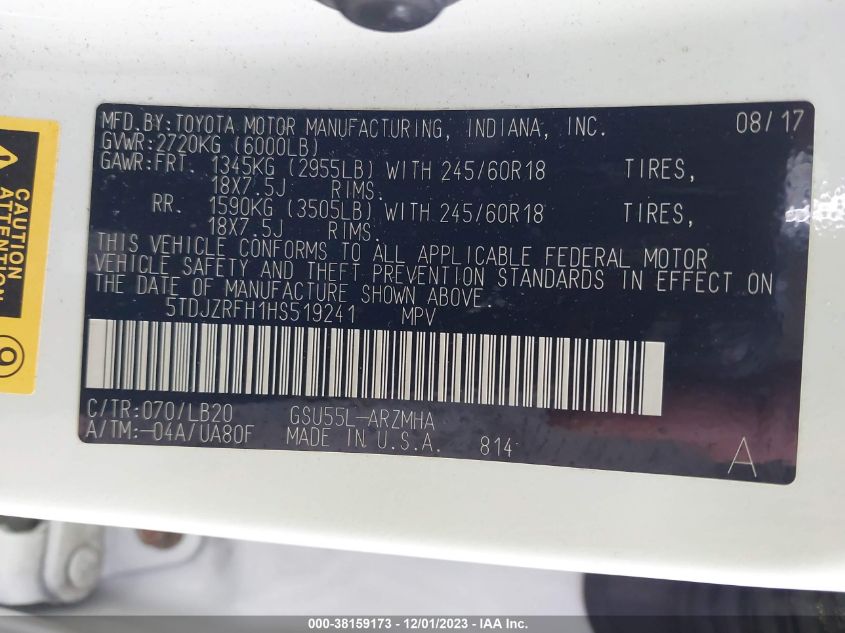 CAUTION
ATTENTION
MFD.BY:TOYOTA MOTOR MANUFACTURING, INDIANA, INC. 08/17
GVWR:2720KG (6000LB)
GAWR:FRT 1345KG (2955LB) WITH 245/60R18 TIRES,
18X7.5J RIMS.
RR. 1590KG (3505LB) WITH 245/60R18 TIRES,
18X7.5J RIMS.
THIS VEHICLE CONFORMS TO ALL APPLICABLE FEDERAL MOTOR
VEHICLE SAFETY AND THEFT PREVENTION STANDARDS IN EFFECT ON
THE DATE OF MANUFACTURE SHOWN ABOVE.
5TDJZRFH1HS519241 MPV
C/TR:070/LB20 GSU55L-ARZMHA
A/TM:-04A/UA80F MADE IN U.S.A. 814
A
000-38159173 - 12/01/2023 - IAA Inc.